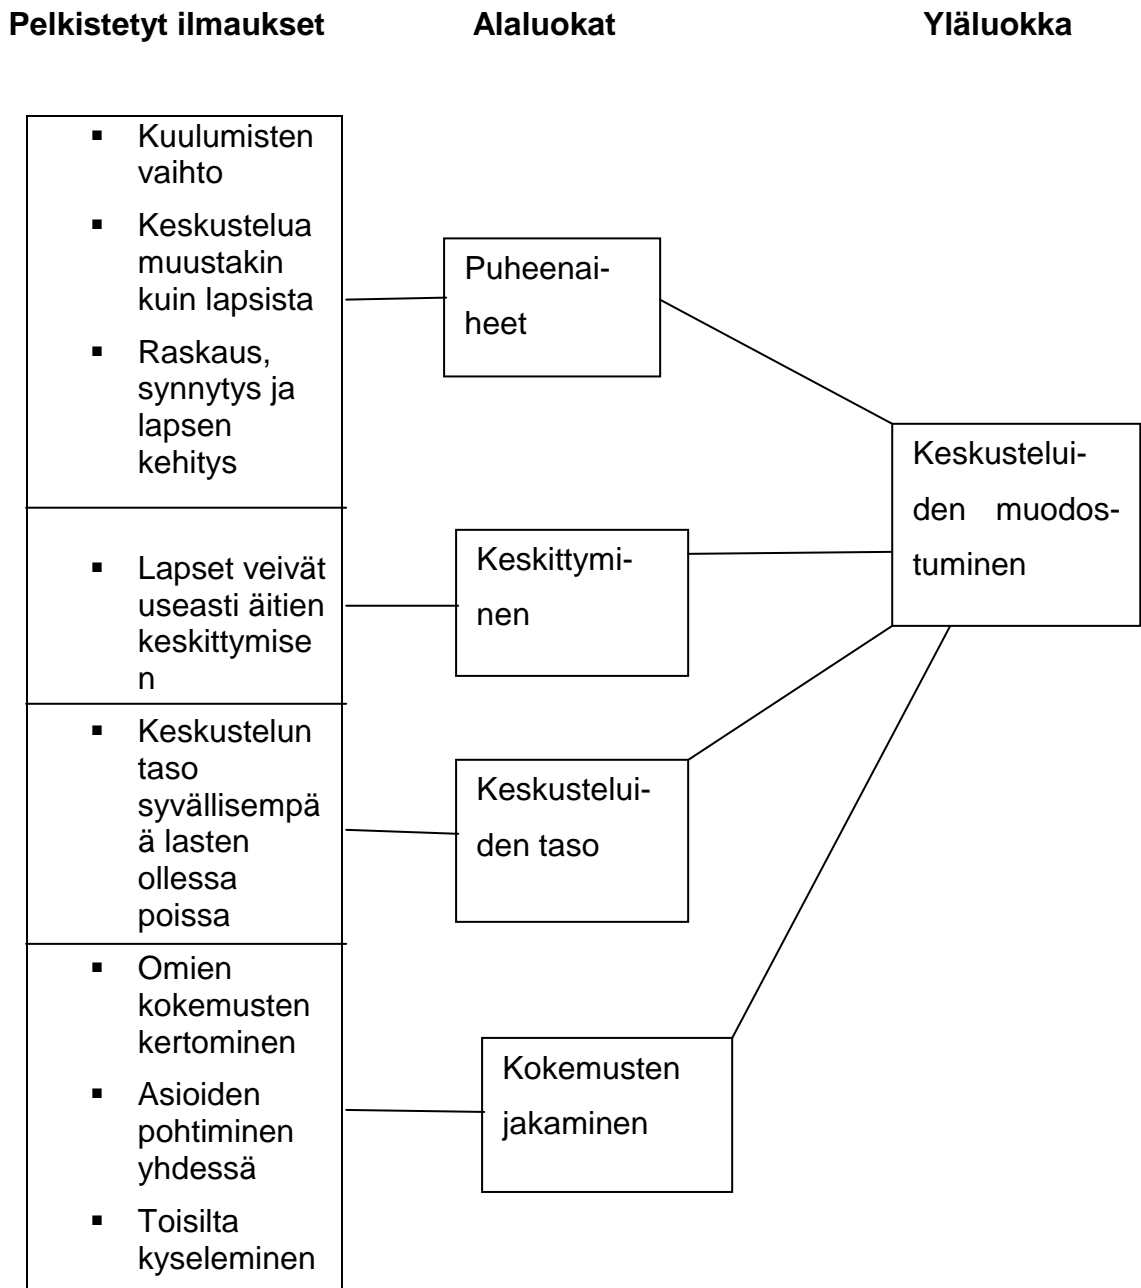 Pelkistetyt ilmaukset Alaluokat Yläluokka
▪ Kuulumisten
vaihto
▪ Keskustelua
muustakin
kuin lapsista
▪ Raskaus,
synnytys ja
lapsen
kehitys
Puheenai-
heet
▪ Lapset veivät
useasti äitien
keskittymise
n
Keskittymi-
nen
▪ Keskustelun
taso
syvällisempä
ä lasten
ollessa
poissa
Keskustelui-
den taso
▪ Omien
kokemusten
kertominen
▪ Asioiden
pohtiminen
yhdessä
▪ Toisilta
kyseleminen
Kokemusten
jakaminen
Keskustelui-
den muodos-
tuminen